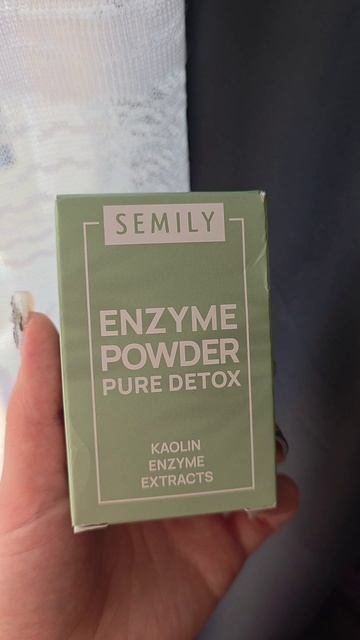 SEMILY
ENZYME
POWDER
PURE DETOX
KAOLIN
ENZYME
EXTRACTS